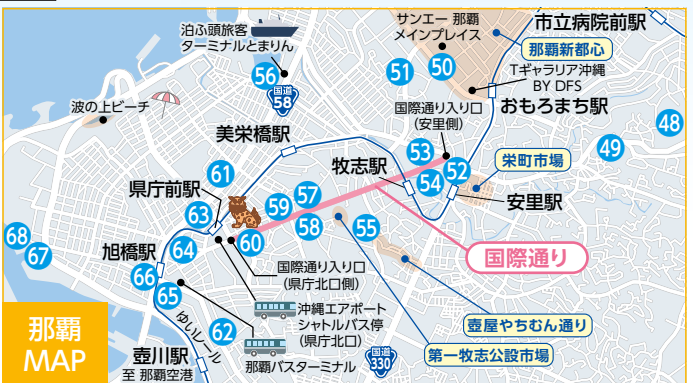 泊ふ頭旅客
ターミナルとまりん
56
国道
58
波の上ビーチ
サンエー 那覇
メインプレイス
51
50
市立病院前駅
那覇新都心
Tギャラリア沖縄
BY DFS
おもろまち駅
国際通り入り口
(安里側)
48
49
美栄橋駅
牧志駅
53
52
54
栄町市場
安里駅
61
県庁前駅
63
59
57
58
55
60
68
67
旭橋駅
64
66
65
国際通り入り口
(県庁北口側)
国際通り
沖縄エアポート
シャトルバス停
(県庁北口)
壺屋やちむん通り
第一牧志公設市場
62
ゆいレール
那覇バスターミナル
国道
330
壺川駅
至 那覇空港
那覇
MAP